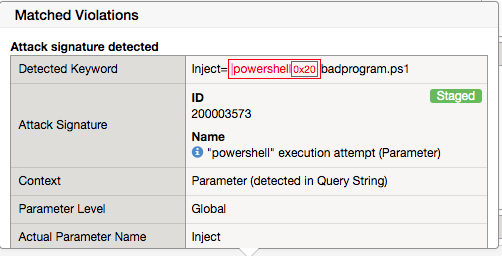 Matched Violations
Attack signature detected
Detected Keyword Inject=|powershell0x20badprogram.ps1
Attack Signature
ID Staged
200003573
Name
"powershell" execution attempt (Parameter)
Context Parameter (detected in Query String)
Parameter Level Global
Actual Parameter Name Inject